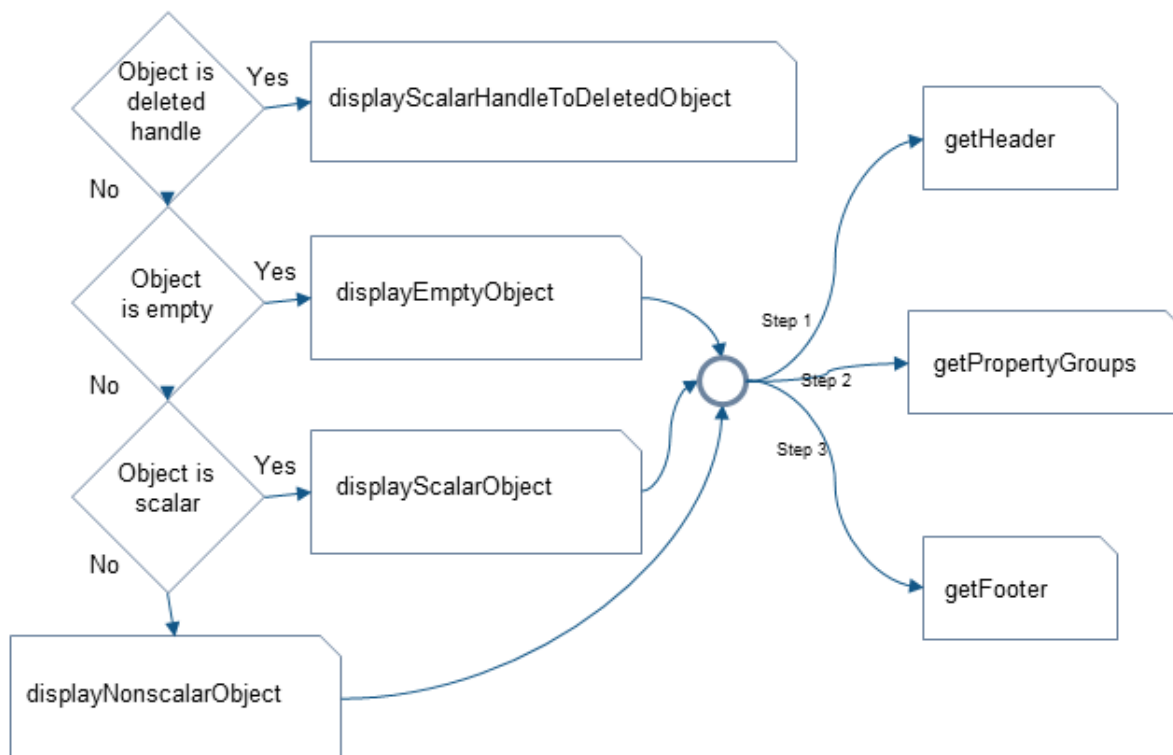 Object is
deleted
handle
Yes
displayScalarHandleToDeletedObject
No
getHeader
Object
is empty
Yes
displayEmptyObject
No
Step 1
Step 2
getPropertyGroups
Object is
scalar
Yes
displayScalarObject
No
Step 3
getFooter
displayNonscalarObject